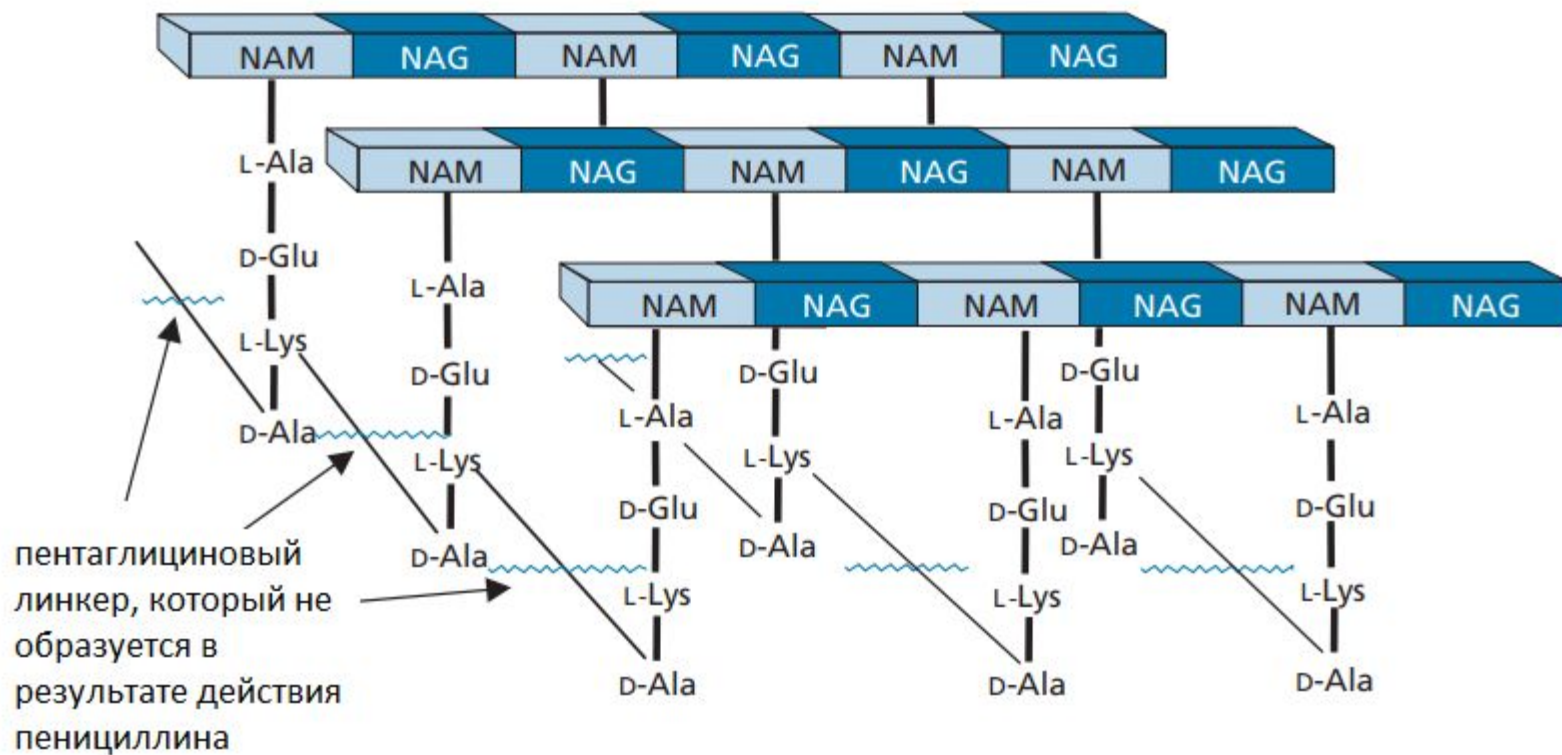 NAM NAG NAM NAG NAM NAG
NAM NAG NAM NAG NAM NAG
L-Ala
D-Glu
L-Ala
NAM NAG NAM NAG NAM NAG
L-Lys
D-Glu
D-Glu
D-Glu
D-Ala
L-Ala
L-Ala
L-Ala
L-Lys
L-Lys
L-Lys
D-Glu
D-Glu
D-Glu
D-Ala
D-Ala
D-Ala
L-Lys
L-Lys
L-Lys
D-Ala
D-Ala
D-Ala
пентаглициновый
линкер, который не
образуется в
результате действия
пенициллина